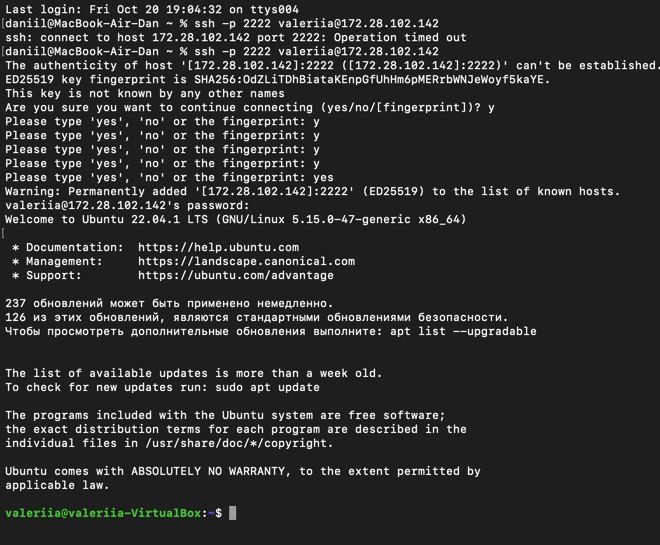 Last login: Fri Oct 20 19:04:32 on ttys004
[daniil@MacBook-Air-Dan ~ % ssh -p 2222 valeriia@172.28.102.142
ssh: connect to host 172.28.102.142 port 2222: Operation timed out
[daniil@MacBook-Air-Dan ~ % ssh -p 2222 valeriia@172.28.102.142
The authenticity of host '[172.28.102.142]:2222 ([172.28.102.142]:2222)' can't be established.
ED25519 key fingerprint is SHA256:OdZLiTDhBiataKEnpGfUhHm6pMERrbWNJeWoyf5kaYE.
This key is not known by any other names
Are you sure you want to continue connecting (yes/no/[fingerprint])? y
Please type 'yes', 'no' or the fingerprint: y
Please type 'yes', 'no' or the fingerprint: y
Please type 'yes', 'no' or the fingerprint: y
Please type 'yes', 'no' or the fingerprint: y
Please type 'yes', 'no' or the fingerprint: yes
Warning: Permanently added '[172.28.102.142]:2222' (ED25519) to the list of known hosts.
valeriia@172.28.102.142's password:
Welcome to Ubuntu 22.04.1 LTS (GNU/Linux 5.15.0-47-generic x86_64)
[
* Documentation:  https://help.ubuntu.com
* Management:     https://landscape.canonical.com
* Support:        https://ubuntu.com/advantage
237 обновлений может быть применено немедленно.
126 из этих обновлений, являются стандартными обновлениями безопасности.
Чтобы просмотреть дополнительные обновления выполните: apt list --upgradable
The list of available updates is more than a week old.
To check for new updates run: sudo apt update
The programs included with the Ubuntu system are free software;
the exact distribution terms for each program are described in the
individual files in /usr/share/doc/*/copyright.
Ubuntu comes with ABSOLUTELY NO WARRANTY, to the extent permitted by
applicable law.
valeriia@valeriia-VirtualBox:~$